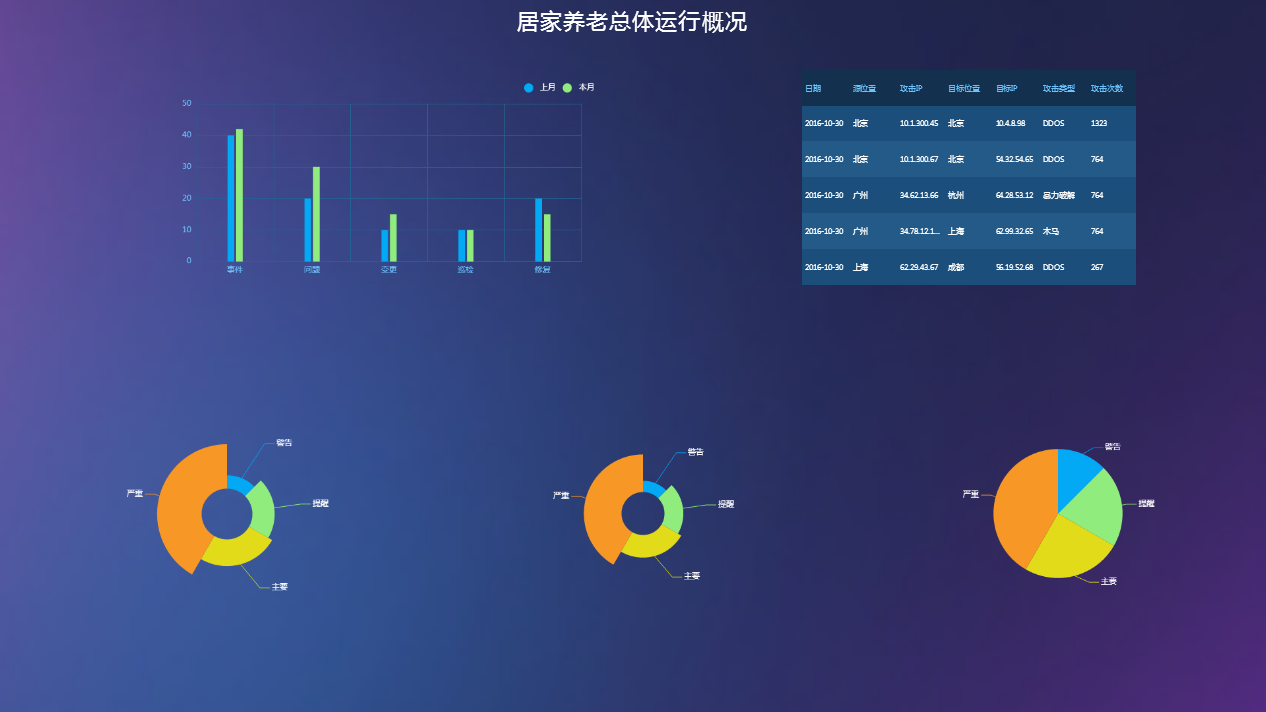 居家养老总体运行概况
上月 本月
50
40
30
20
10
0
事件 问题 变更 巡检 修复
日期 源位置 攻击IP 目标位置 目标IP 攻击类型 攻击次数
2016-10-30 北京 10.1.300.45 北京 10.4.8.98 DDOS 1323
2016-10-30 北京 10.1.300.67 北京 54.32.54.65 DDOS 764
2016-10-30 广州 34.62.13.66 杭州 64.28.53.12 暴力破解 764
2016-10-30 广州 34.78.12.1... 上海 62.99.32.65 木马 764
2016-10-30 上海 62.29.43.67 成都 56.19.52.68 DDOS 267
警告
严重
提醒
主要
警告
严重
提醒
主要
警告
严重
提醒
主要